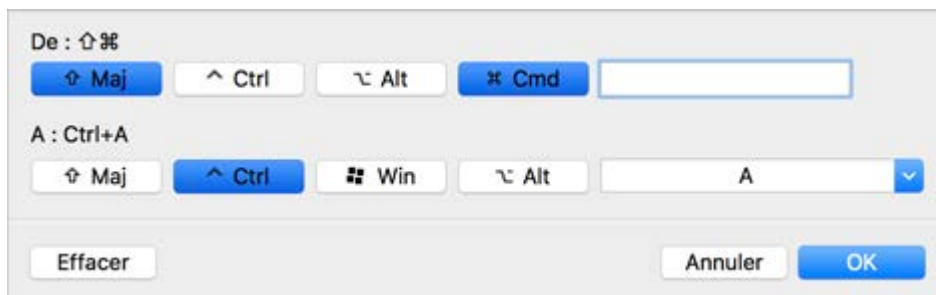 De : ⇧⌘
⇧ Maj ^ Ctrl ⌥ Alt ⌘ Cmd
A : Ctrl+A
⇧ Maj ^ Ctrl Win ⌥ Alt A
Effacer Annuler OK